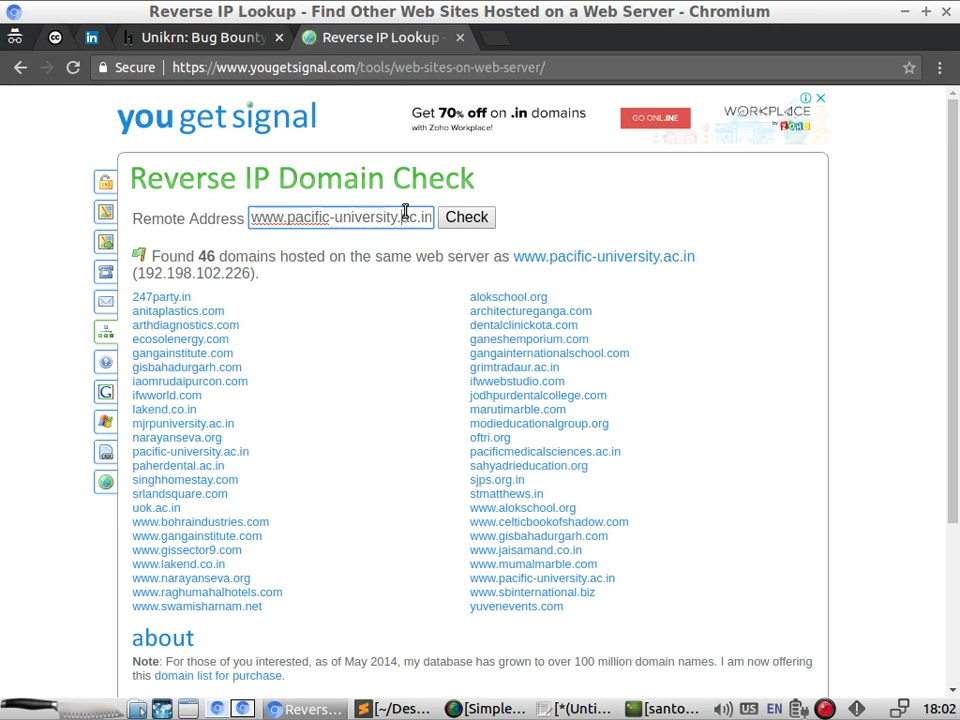 Reverse IP Lookup - Find Other Web Sites Hosted on a Web Server - Chromium
cc
in
Unikrn: Bug Bounty
Reverse IP Lookup -
Secure
https://www.yougetsignal.com/tools/web-sites-on-web-server/
you get signal
Get 70% off on .in domains
with Zoho Workplace!
GO ONLINE
WORKPLACE
by ZOHO
Reverse IP Domain Check
Remote Address www.pacific-university.ac.in Check
Found 46 domains hosted on the same web server as www.pacific-university.ac.in
(192.198.102.226).
247party.in
anitaplastics.com
arthdiagnostics.com
ecosolenergy.com
gangainstitute.com
gisbahadurgarh.com
iaomrudaipurcon.com
ifwworld.com
lakend.co.in
mjrpuniversity.ac.in
narayanseva.org
pacific-university.ac.in
paherdental.ac.in
singhhomestay.com
srlandsquare.com
uok.ac.in
www.bohraindustries.com
www.gangainstitute.com
www.gissector9.com
www.lakend.co.in
www.narayanseva.org
www.raghumahalhotels.com
www.swamisharnam.net
alokschool.org
architectureganga.com
dentalclinickota.com
ganeshemporium.com
gangainternationalschool.com
grimtradaur.ac.in
ifwwebstudio.com
jodhpurdentalcollege.com
marutimarble.com
modieducationalgroup.org
oftri.org
pacificmedicalsciences.ac.in
sahyadrieducation.org
sjps.org.in
stmatthews.in
www.alokschool.org
www.celticbookofshadow.com
www.gisbahadurgarh.com
www.jaisamand.co.in
www.mumalmarble.com
www.pacific-university.ac.in
www.sbinternational.biz
yuvenevents.com
about
Note: For those of you interested, as of May 2014, my database has grown to over 100 million domain names. I am now offering
this domain list for purchase.
Revers...
[~/Des...
[Simple...
[*(Unti...
[santo...
US
EN
18:02